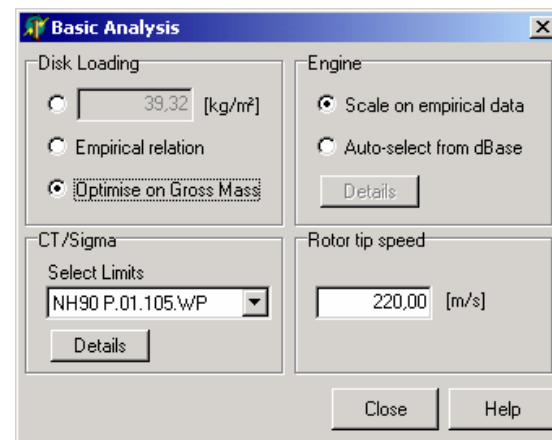 Basic Analysis
Disk Loading
39,32 [kg/m²]
Empirical relation
Optimise on Gross Mass
Engine
Scale on empirical data
Auto-select from dBase
Details
CT/Sigma
Select Limits
NH90 P.01.105.WP
Details
Rotor tip speed
220,00 [m/s]
Close Help